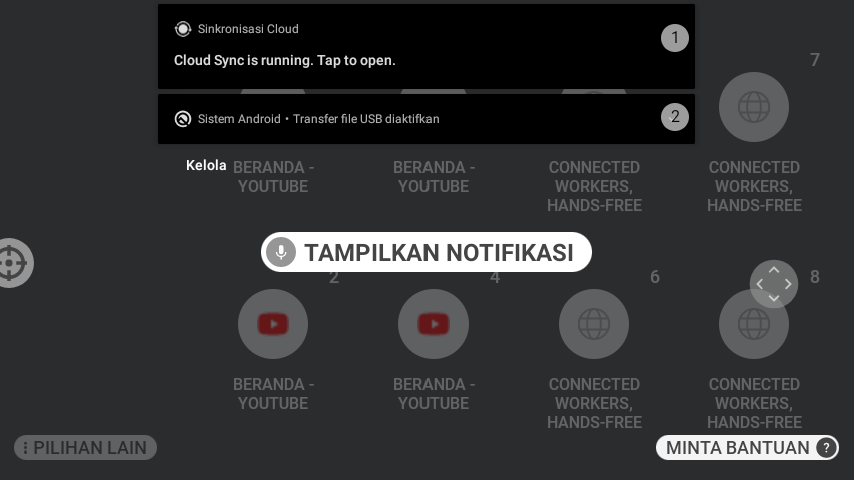 Sinkronisasi Cloud
1
Cloud Sync is running. Tap to open.
7
Sistem Android • Transfer file USB diaktifkan
2
Kelola
BERANDA -
YOUTUBE
BERANDA -
YOUTUBE
CONNECTED
WORKERS,
HANDS-FREE
CONNECTED
WORKERS,
HANDS-FREE
TAMPILKAN NOTIFIKASI
2
4
6
8
BERANDA -
YOUTUBE
BERANDA -
YOUTUBE
CONNECTED
WORKERS,
HANDS-FREE
CONNECTED
WORKERS,
HANDS-FREE
PILIHAN LAIN
MINTA BANTUAN ?